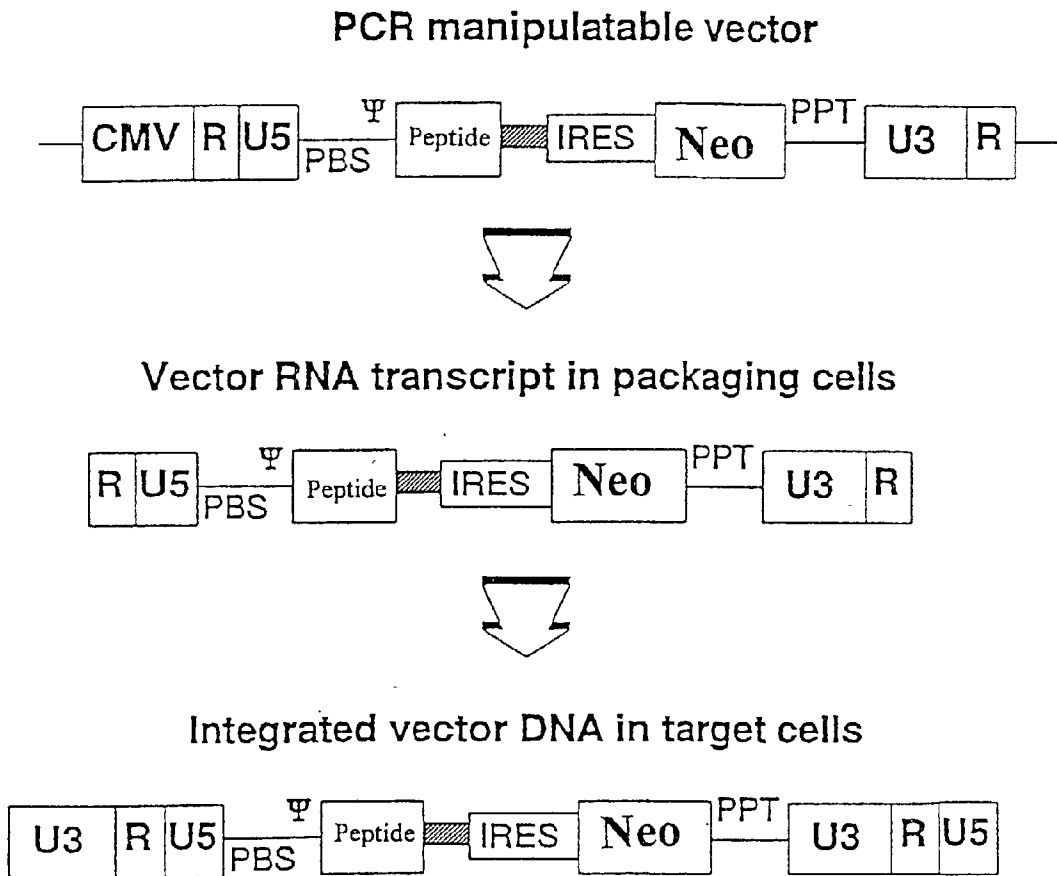 PCR manipulatable vector
CMV R U5 PBS Ψ Peptide IRES Neo PPT U3 R
Vector RNA transcript in packaging cells
R U5 PBS Ψ Peptide IRES Neo PPT U3 R
Integrated vector DNA in target cells
U3 R U5 PBS Ψ Peptide IRES Neo PPT U3 R U5